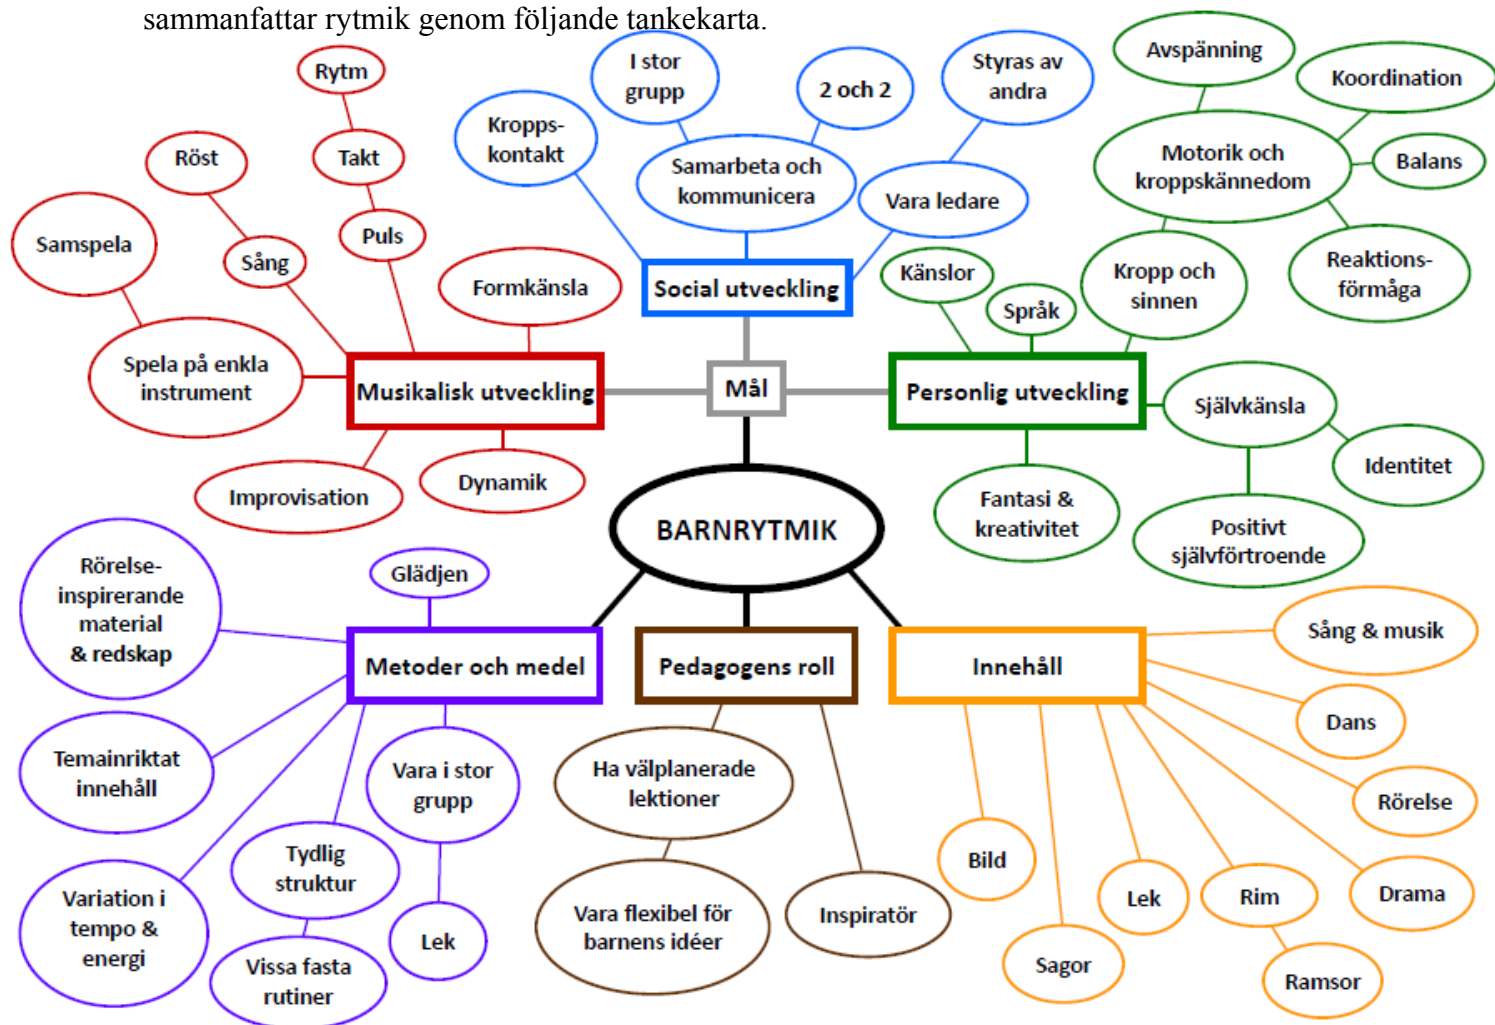 sammanfattar rytmik genom följande tankekarta.
Rytm
Takt
Puls
Röst
Sång
Samspela
Spela på enkla
instrument
Formkänsla
Musikalisk utveckling
Improvisation
Dynamik
Kropps-
kontakt
I stor
grupp
2 och 2
Samarbeta och
kommunicera
Styras av
andra
Vara ledare
Social utveckling
Mål
Avspänning
Koordination
Motorik och
kroppskännedom
Balans
Reaktions-
förmåga
Kropp och
sinnen
Känslor
Språk
Personlig utveckling
Självkänsla
Identitet
Positivt
självförtroende
Fantasi &
kreativitet
BARNRYTMIK
Rörelse-
inspirerande
material
& redskap
Glädjen
Metoder och medel
Temainriktat
innehåll
Variation i
tempo &
energi
Tydlig
struktur
Vissa fasta
rutiner
Vara i stor
grupp
Lek
Pedagogens roll
Ha välplanerade
lektioner
Vara flexibel för
barnens idéer
Inspiratör
Innehåll
Sång & musik
Dans
Rörelse
Drama
Rim
Ramsor
Lek
Sagor
Bild